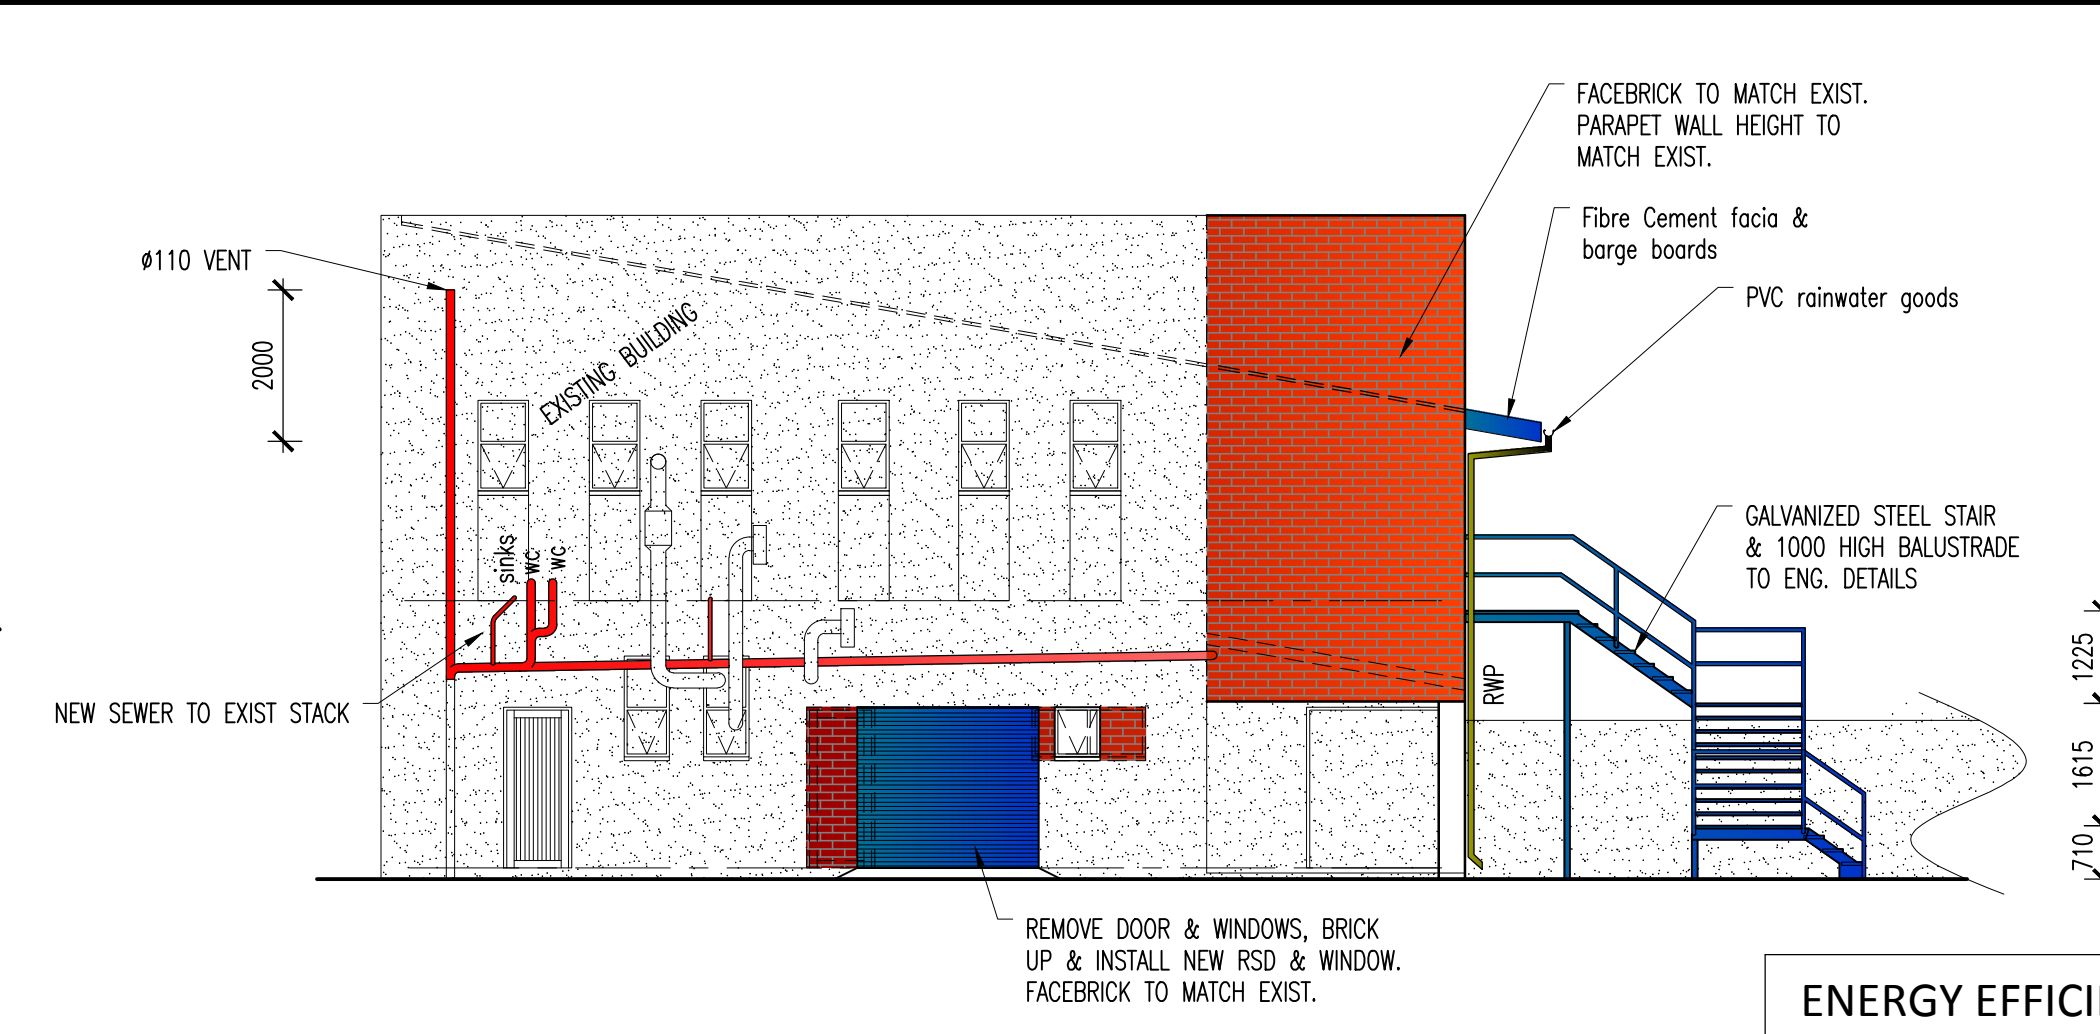 FACEBRICK TO MATCH EXIST.
PARAPET WALL HEIGHT TO
MATCH EXIST.
Fibre Cement facia &
barge boards
PVC rainwater goods
ø110 VENT
2000
EXISTING BUILDING
sinks
wc
wc
NEW SEWER TO EXIST STACK
GALVANIZED STEEL STAIR
& 1000 HIGH BALUSTRADE
TO ENG. DETAILS
RWP
1225
1615
710
REMOVE DOOR & WINDOWS, BRICK
UP & INSTALL NEW RSD & WINDOW.
FACEBRICK TO MATCH EXIST.
ENERGY